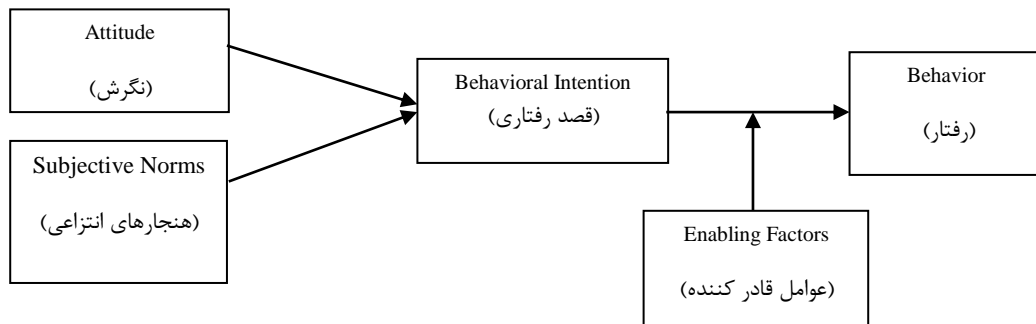 Attitude
(نگرش)
Subjective Norms
(هنجارهای انتزاعی)
Behavioral Intention
(قصد رفتاری)
Behavior
(رفتار)
Enabling Factors
(عوامل قادر کننده)